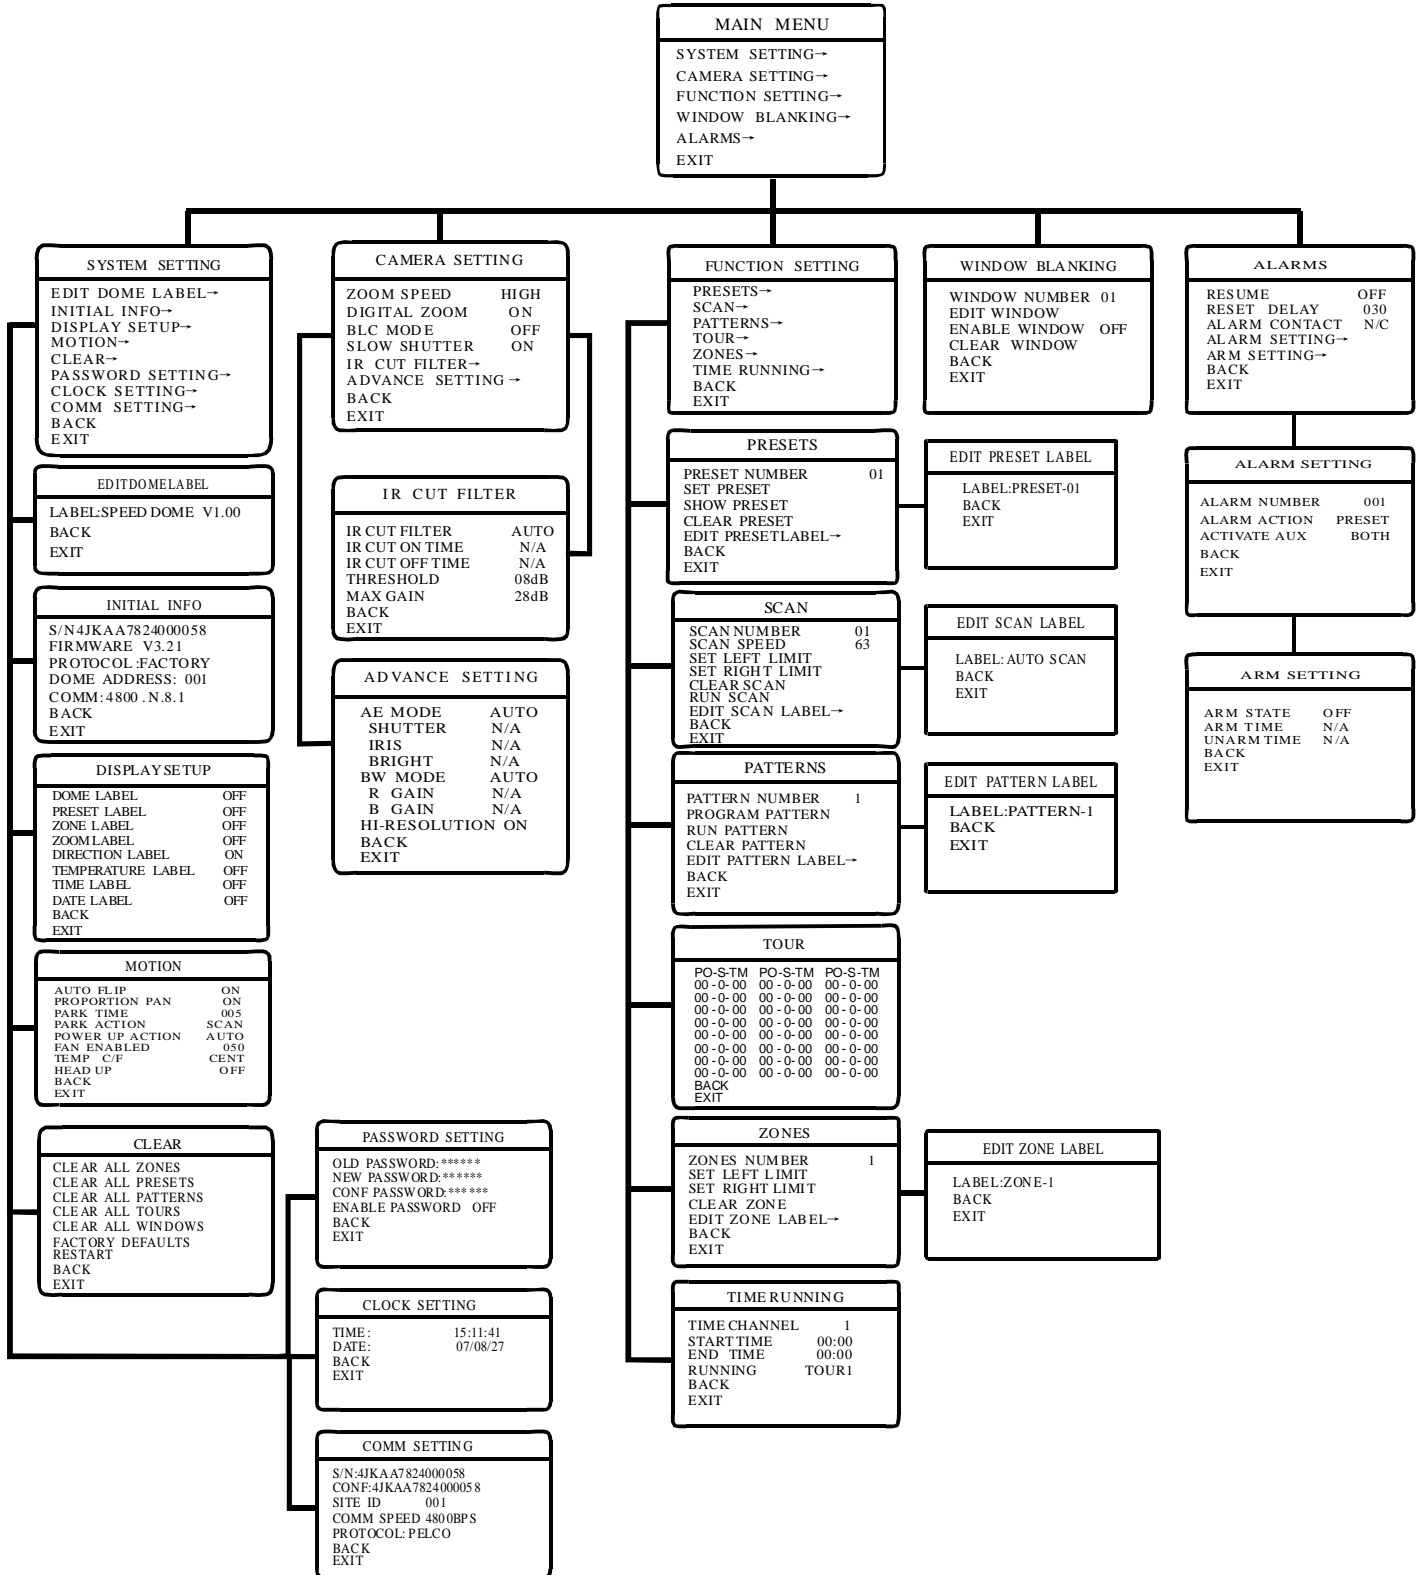 MAIN MENU
SYSTEM SETTING→
CAMERA SETTING→
FUNCTION SETTING→
WINDOW BLANKING→
ALARMS→
EXIT
SYSTEM SETTING
EDIT DOME LABEL→
INITIAL INFO→
DISPLAY SETUP→
MOTION→
CLEAR→
PASSWORD SETTING→
CLOCK SETTING→
COMM SETTING→
BACK
EXIT
EDITDOMELABEL
LABEL:SPEED DOME V1.00
BACK
EXIT
INITIAL INFO
S/N4JKAA7824000058
FIRMWARE V3.21
PROTOCOL:FACTORY
DOME ADDRESS: 001
COMM:4800.N.8.1
BACK
EXIT
DISPLAYSETUP
DOME LABEL OFF
PRESET LABEL OFF
ZONE LABEL OFF
ZOOM LABEL OFF
DIRECTION LABEL ON
TEMPERATURE LABEL OFF
TIME LABEL OFF
DATE LABEL OFF
BACK
EXIT
MOTION
AUTO FLIP ON
PROPORTION PAN ON
PARK TIME 005
PARK ACTION SCAN
POWER UP ACTION AUTO
FAN ENABLED 050
TEMP C/F CENT
HEAD UP OFF
BACK
EXIT
CLEAR
CLEAR ALL ZONES
CLEAR ALL PRESETS
CLEAR ALL PATTERNS
CLEAR ALL TOURS
CLEAR ALL WINDOWS
FACTORY DEFAULTS
RESTART
BACK
EXIT
PASSWORD SETTING
OLD PASSWORD:******
NEW PASSWORD:******
CONF PASSWORD:******
ENABLE PASSWORD OFF
BACK
EXIT
CLOCK SETTING
TIME: 15:11:41
DATE: 07/08/27
BACK
EXIT
COMM SETTING
S/N:4JKAA7824000058
CONF:4JKAA7824000058
SITE ID 001
COMM SPEED 4800BPS
PROTOCOL: PELCO
BACK
EXIT
CAMERA SETTING
ZOOM SPEED HIGH
DIGITAL ZOOM ON
BLC MODE OFF
SLOW SHUTTER ON
IR CUT FILTER→
ADVANCE SETTING→
BACK
EXIT
IR CUT FILTER
IR CUT FILTER AUTO
IR CUT ON TIME N/A
IR CUT OFF TIME N/A
THRESHOLD 08dB
MAX GAIN 28dB
BACK
EXIT
ADVANCE SETTING
AE MODE AUTO
SHUTTER N/A
IRIS N/A
BRIGHT N/A
BW MODE AUTO
R GAIN N/A
B GAIN N/A
HI-RESOLUTION ON
BACK
EXIT
FUNCTION SETTING
PRESETS→
SCAN→
PATTERNS→
TOUR→
ZONES→
TIME RUNNING→
BACK
EXIT
PRESETS
PRESET NUMBER 01
SET PRESET
SHOW PRESET
CLEAR PRESET
EDIT PRESETLABEL→
BACK
EXIT
EDIT PRESET LABEL
LABEL:PRESET-01
BACK
EXIT
SCAN
SCAN NUMBER 01
SCAN SPEED 63
SET LEFT LIMIT
SET RIGHT LIMIT
CLEAR SCAN
RUN SCAN
EDIT SCAN LABEL→
BACK
EXIT
EDIT SCAN LABEL
LABEL: AUTO SCAN
BACK
EXIT
PATTERNS
PATTERN NUMBER 1
PROGRAM PATTERN
RUN PATTERN
CLEAR PATTERN
EDIT PATTERN LABEL→
BACK
EXIT
EDIT PATTERN LABEL
LABEL:PATTERN-1
BACK
EXIT
TOUR
PO-S-TM PO-S-TM PO-S-TM
00-0-00 00-0-00 00-0-00
00-0-00 00-0-00 00-0-00
00-0-00 00-0-00 00-0-00
00-0-00 00-0-00 00-0-00
00-0-00 00-0-00 00-0-00
00-0-00 00-0-00 00-0-00
00-0-00 00-0-00 00-0-00
00-0-00 00-0-00 00-0-00
BACK
EXIT
ZONES
ZONES NUMBER 1
SET LEFT LIMIT
SET RIGHT LIMIT
CLEAR ZONE
EDIT ZONE LABEL→
BACK
EXIT
EDIT ZONE LABEL
LABEL:ZONE-1
BACK
EXIT
TIME RUNNING
TIME CHANNEL 1
START TIME 00:00
END TIME 00:00
RUNNING TOUR1
BACK
EXIT
WINDOW BLANKING
WINDOW NUMBER 01
EDIT WINDOW
ENABLE WINDOW OFF
CLEAR WINDOW
BACK
EXIT
ALARMS
RESUME OFF
RESET DELAY 030
ALARM CONTACT N/C
ALARM SETTING→
ARM SETTING→
BACK
EXIT
ALARM SETTING
ALARM NUMBER 001
ALARM ACTION PRESET
ACTIVATE AUX BOTH
BACK
EXIT
ARM SETTING
ARM STATE OFF
ARM TIME N/A
UNARM TIME N/A
BACK
EXIT